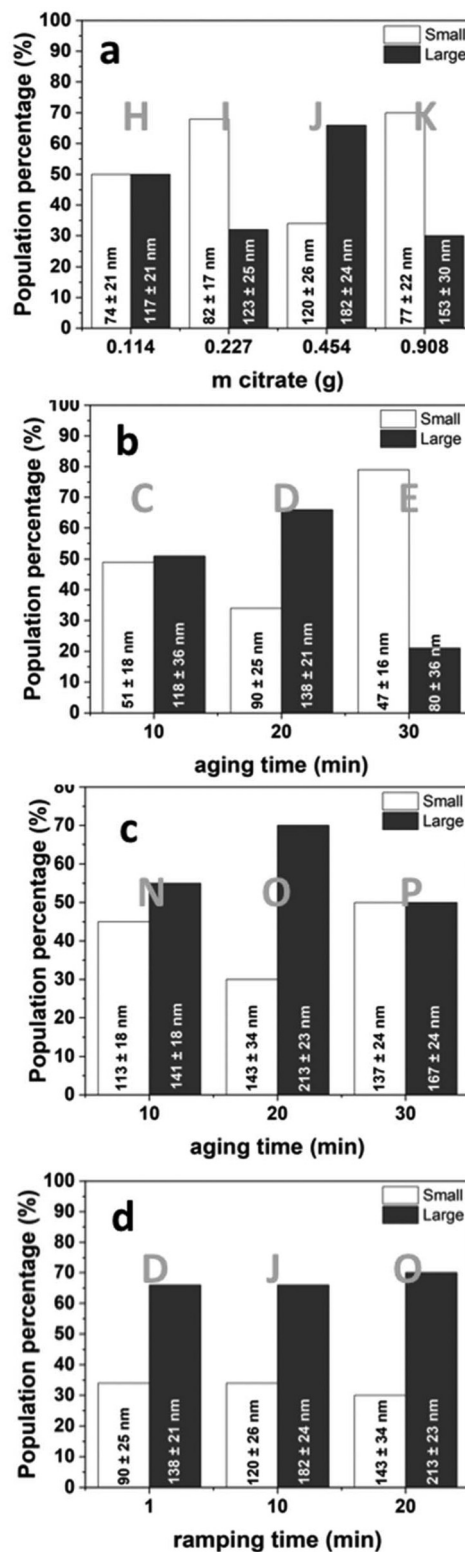 100
Small
Large
90
a
80
70
H I J K
60
50
40
30
20
10
0
Population percentage (%)
74 ± 21 nm
117 ± 21 nm
82 ± 17 nm
123 ± 25 nm
120 ± 26 nm
182 ± 24 nm
77 ± 22 nm
153 ± 30 nm
0.114 0.227 0.454 0.908
m citrate (g)
100
Small
Large
90
b
80
70
C D E
60
50
40
30
20
10
0
Population percentage (%)
51 ± 18 nm
118 ± 36 nm
90 ± 25 nm
138 ± 21 nm
47 ± 16 nm
80 ± 36 nm
10 20 30
aging time (min)
80
Small
Large
c
70
60
N O P
50
40
30
20
10
0
Population percentage (%)
113 ± 18 nm
141 ± 18 nm
143 ± 34 nm
213 ± 23 nm
137 ± 24 nm
167 ± 24 nm
10 20 30
aging time (min)
100
Small
Large
90
d
80
D J O
70
60
50
40
30
20
10
0
Population percentage (%)
90 ± 25 nm
138 ± 21 nm
120 ± 26 nm
182 ± 24 nm
143 ± 34 nm
213 ± 23 nm
1 10 20
ramping time (min)